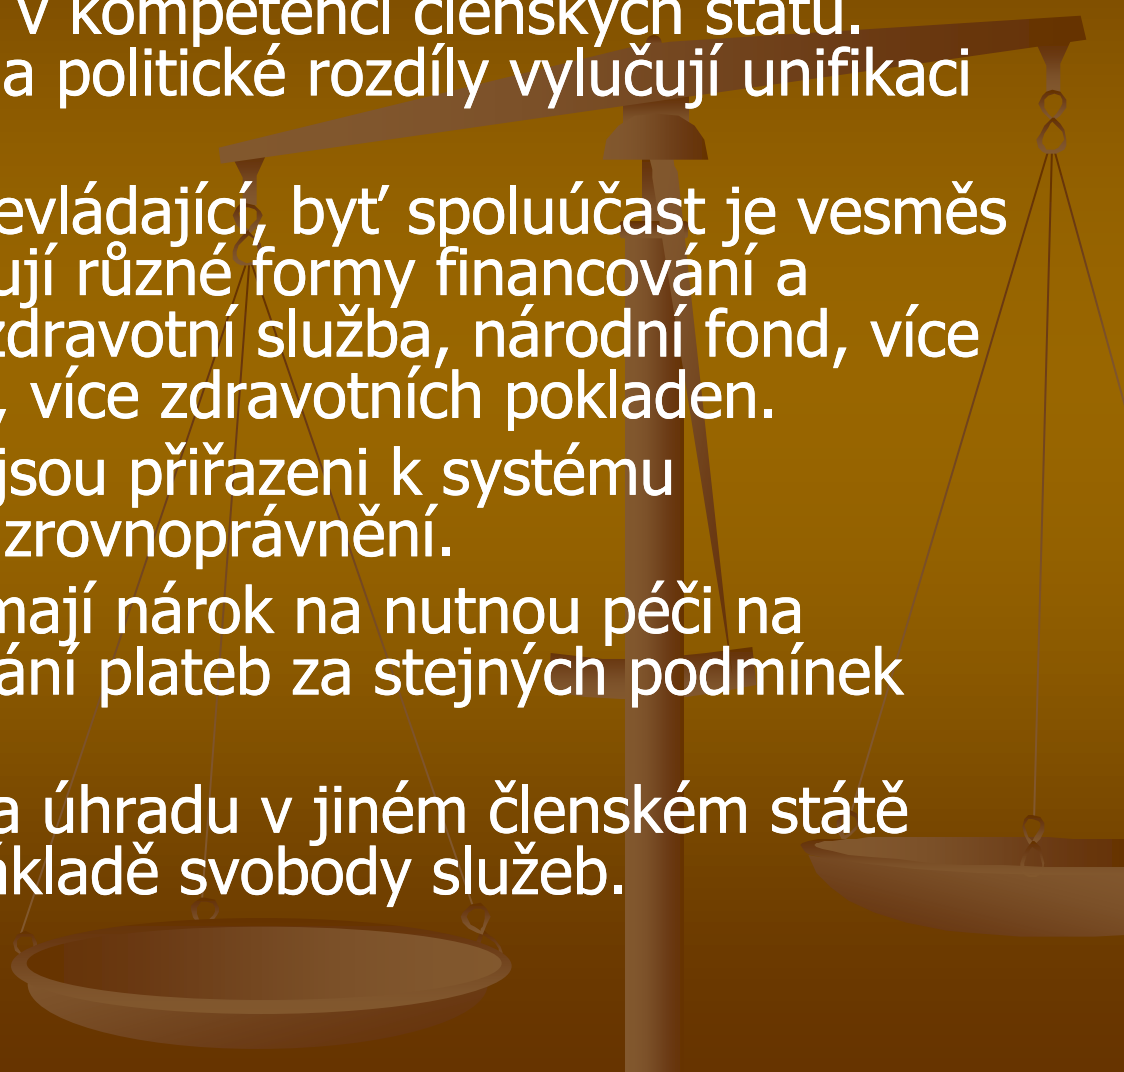 v kompetenci členských států.
a politické rozdíly vylučují unifikaci
evládající, byť spoluúčast je vesměs
ují různé formy financování a
zdravotní služba, národní fond, více
, více zdravotních pokladen.
jsou přiřazeni k systému
zrovnoprávnění.
mají nárok na nutnou péči na
ání plateb za stejných podmínek
a úhradu v jiném členském státě
ákladě svobody služeb.